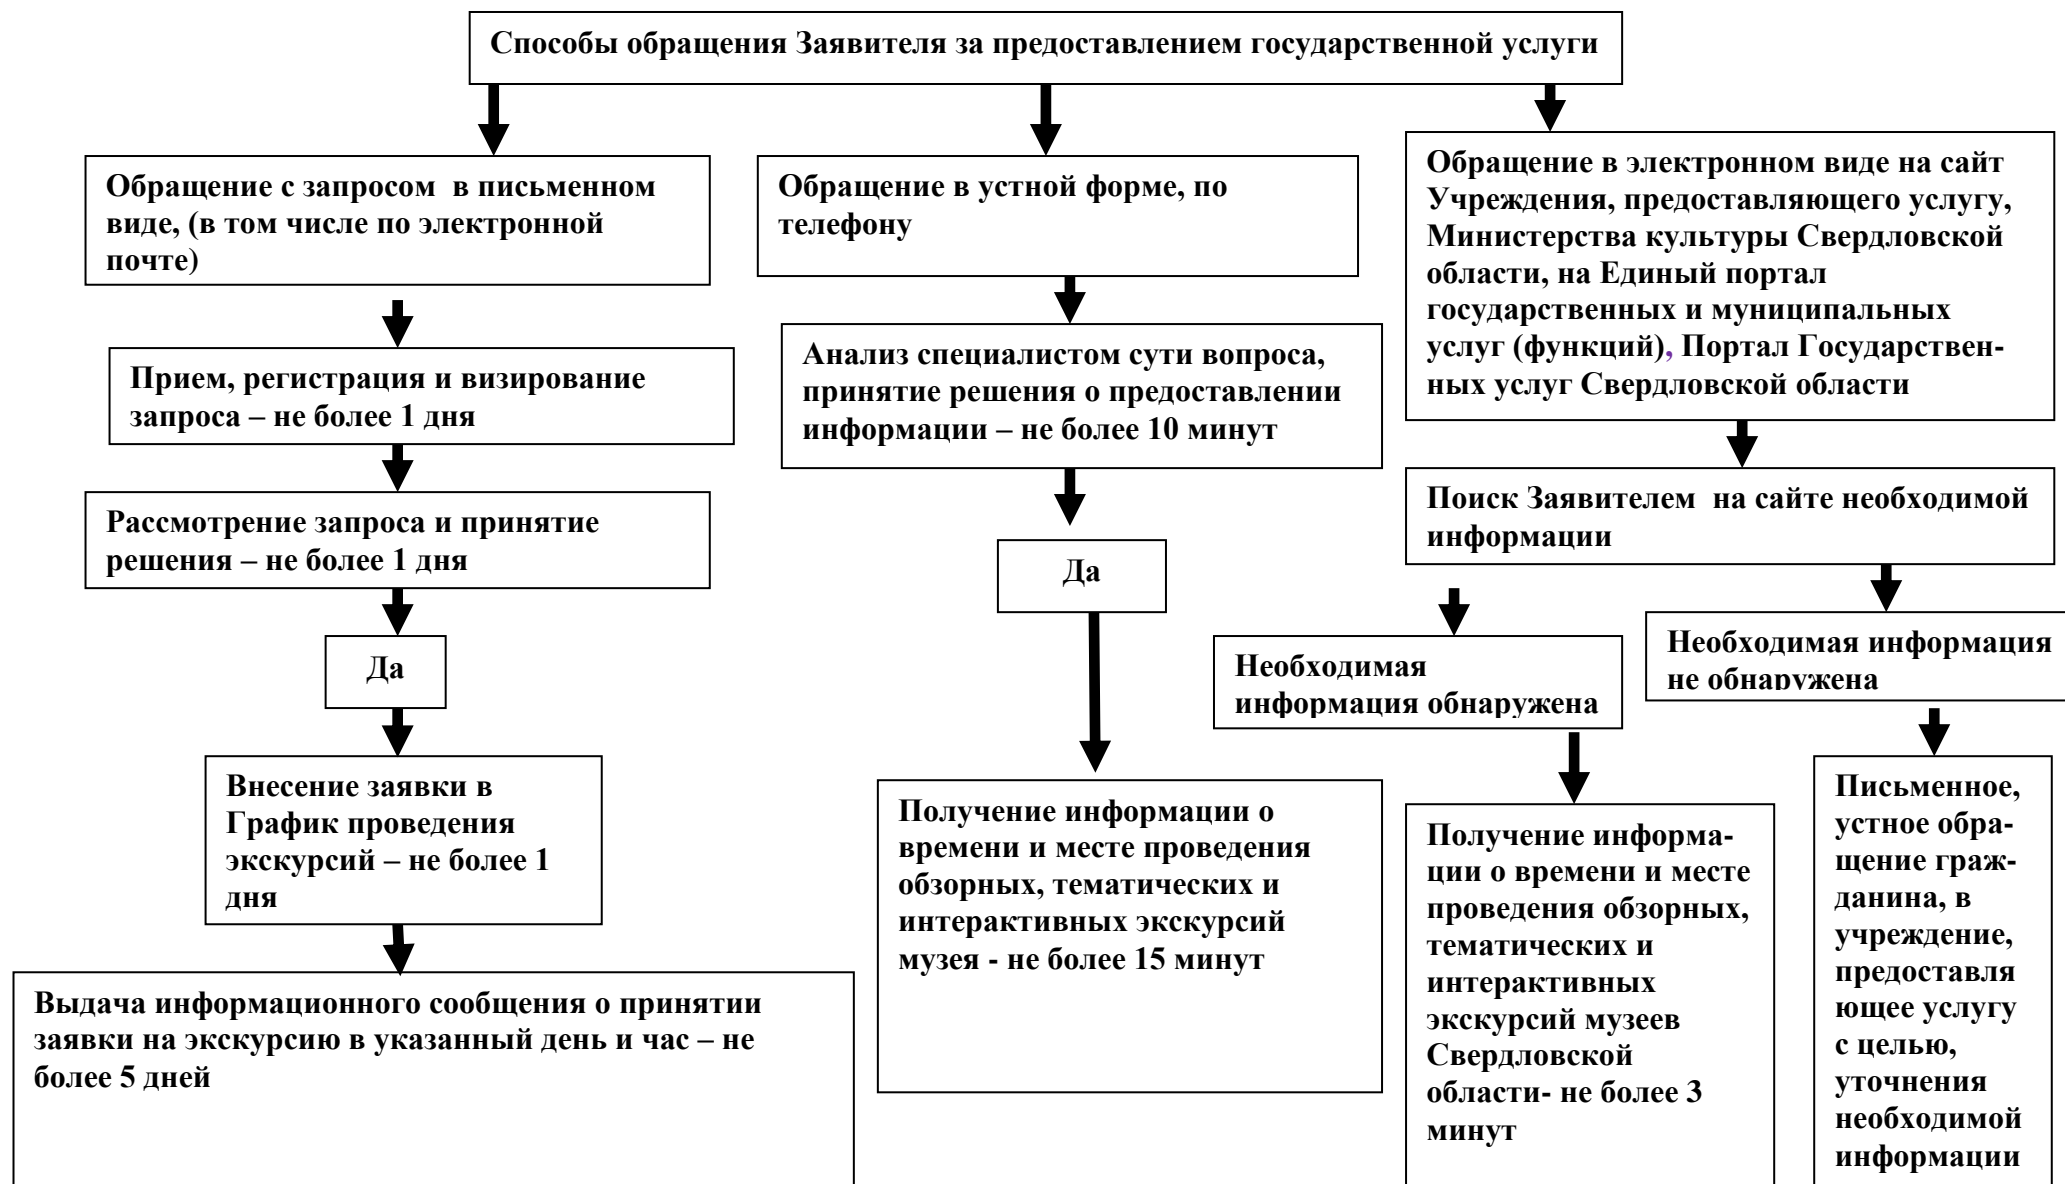 Способы обращения Заявителя за предоставлением государственной услуги
Обращение с запросом  в письменном
виде, (в том числе по электронной
почте)
Прием, регистрация и визирование
запроса – не более 1 дня
Рассмотрение запроса и принятие
решения – не более 1 дня
Да
Внесение заявки в
График проведения
экскурсий – не более 1
дня
Выдача информационного сообщения о принятии
заявки на экскурсию в указанный день и час – не
более 5 дней
Обращение в устной форме, по
телефону
Анализ специалистом сути вопроса,
принятие решения о предоставлении
информации – не более 10 минут
Да
Получение информации о
времени и месте проведения
обзорных, тематических и
интерактивных экскурсий
музея - не более 15 минут
Обращение в электронном виде на сайт
Учреждения, предоставляющего услугу,
Министерства культуры Свердловской
области, на Единый портал
государственных и муниципальных
услуг (функций), Портал Государствен-
ных услуг Свердловской области
Поиск Заявителем  на сайте необходимой
информации
Необходимая
информация обнаружена
Получение информа-
ции о времени и месте
проведения обзорных,
тематических и
интерактивных
экскурсий музеев
Свердловской
области- не более 3
минут
Необходимая информация
не обнаружена
Письменное,
устное обра-
щение граж-
данина, в
учреждение,
предоставля
ющее услугу
с целью,
уточнения
необходимой
информации